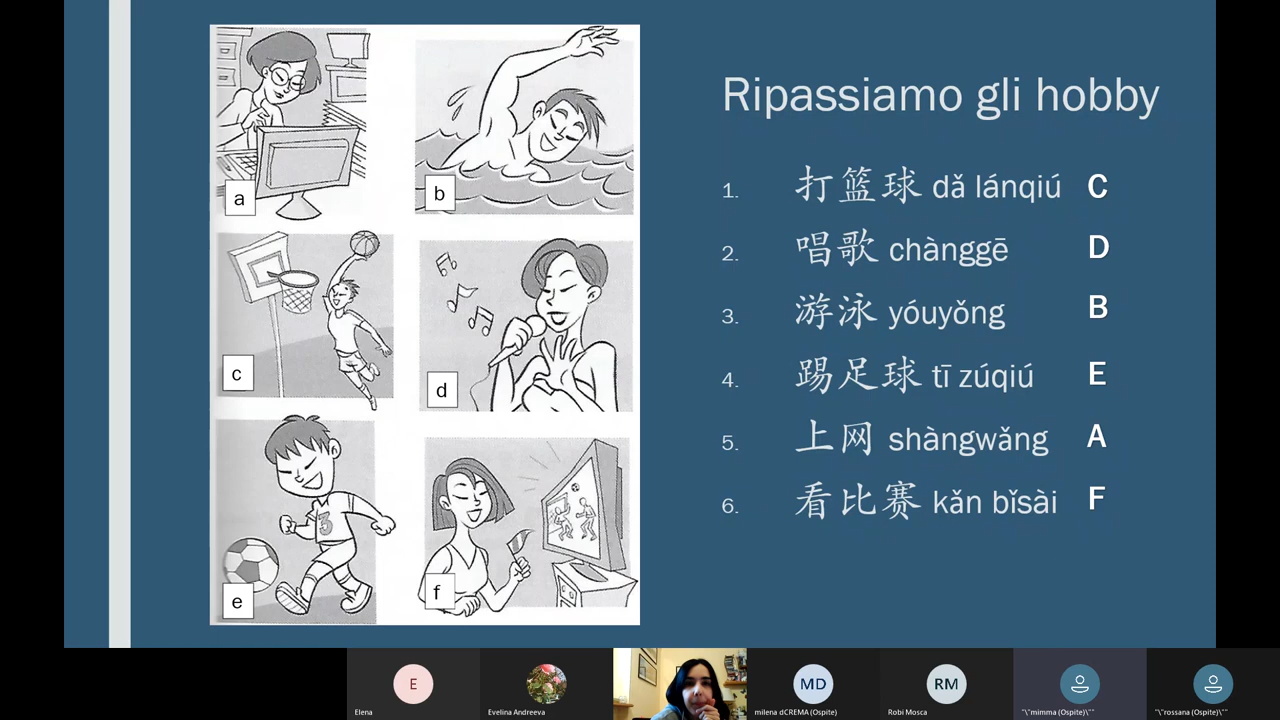 Ripassiamo gli hobby
1. 打篮球 dǎ lánqiú C
2. 唱歌 chànggē D
3. 游泳 yóuyǒng B
4. 踢足球 tī zúqiú E
5. 上网 shàngwǎng A
6. 看比赛 kǎn bǐsài F
a
b
c
d
3
e
f
E
MD
RM
Elena
Evelina Andreeva
milena dCREMA (Ospite)
Robi Mosca
"\"mimma (Ospite)\""
"\"rossana (Ospite)\""